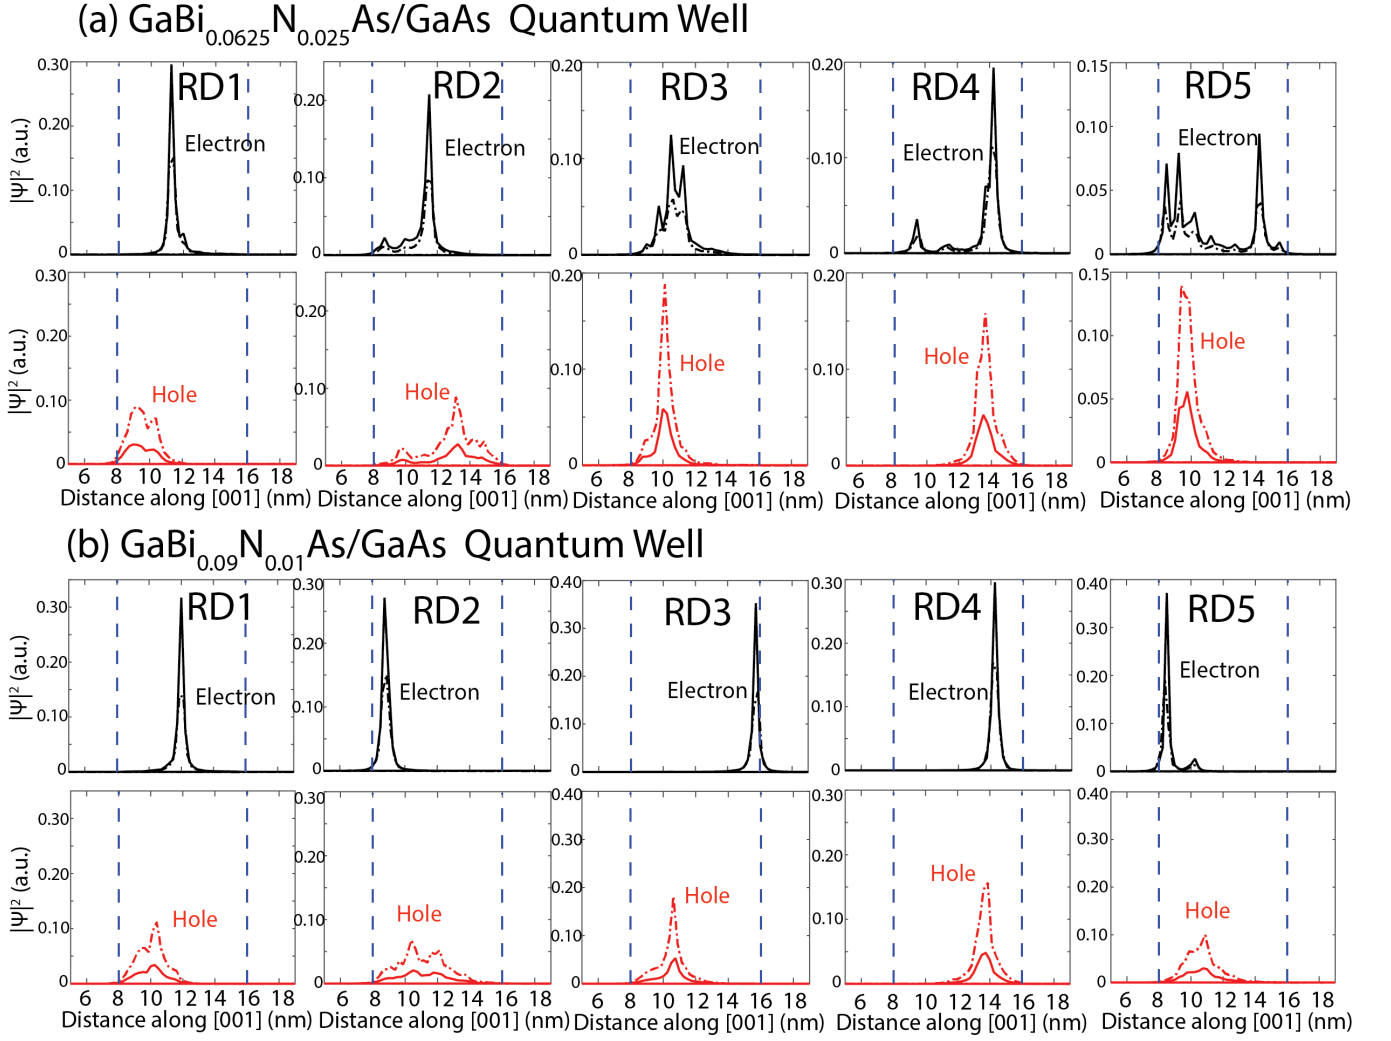 (a) GaBi0.0625N0.025As/GaAs Quantum Well
RD1 RD2 RD3 RD4 RD5
Electron Electron Electron Electron Electron
|Ψ|² (a.u.)
0.30 0.20 0.10 0
0.20 0.10 0
0.20 0.10 0
0.20 0.10 0
0.15 0.10 0.05 0
Hole Hole Hole Hole Hole
|Ψ|² (a.u.)
0.30 0.20 0.10 0
0.20 0.10 0
0.20 0.10 0
0.20 0.10 0
0.15 0.10 0.05 0
6 8 10 12 14 16 18 6 8 10 12 14 16 18 6 8 10 12 14 16 18 6 8 10 12 14 16 18 6 8 10 12 14 16 18
Distance along [001] (nm) Distance along [001] (nm) Distance along [001] (nm) Distance along [001] (nm) Distance along [001] (nm)
(b) GaBi0.09N0.01As/GaAs Quantum Well
RD1 RD2 RD3 RD4 RD5
Electron Electron Electron Electron Electron
|Ψ|² (a.u.)
0.30 0.20 0.10 0
0.30 0.20 0.10 0
0.40 0.30 0.20 0.10 0
0.30 0.20 0.10 0
0.40 0.30 0.20 0.10 0
Hole Hole Hole Hole Hole
|Ψ|² (a.u.)
0.30 0.20 0.10 0
0.30 0.20 0.10 0
0.40 0.30 0.20 0.10 0
0.30 0.20 0.10 0
0.40 0.30 0.20 0.10 0
6 8 10 12 14 16 18 6 8 10 12 14 16 18 6 8 10 12 14 16 18 6 8 10 12 14 16 18 6 8 10 12 14 16 18
Distance along [001] (nm) Distance along [001] (nm) Distance along [001] (nm) Distance along [001] (nm) Distance along [001] (nm)